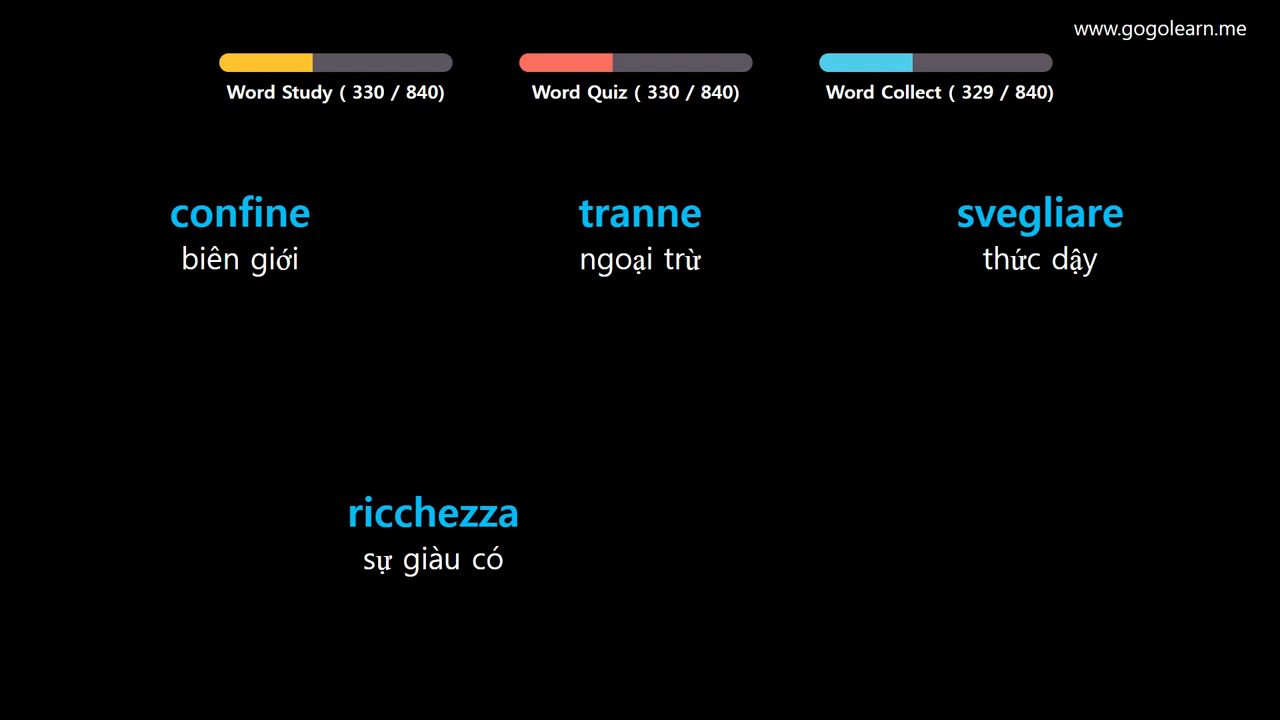 www.gogolearn.me
Word Study ( 330 / 840)
Word Quiz ( 330 / 840)
Word Collect ( 329 / 840)
confine
biên giới
tranne
ngoại trừ
svegliare
thức dậy
ricchezza
sự giàu có